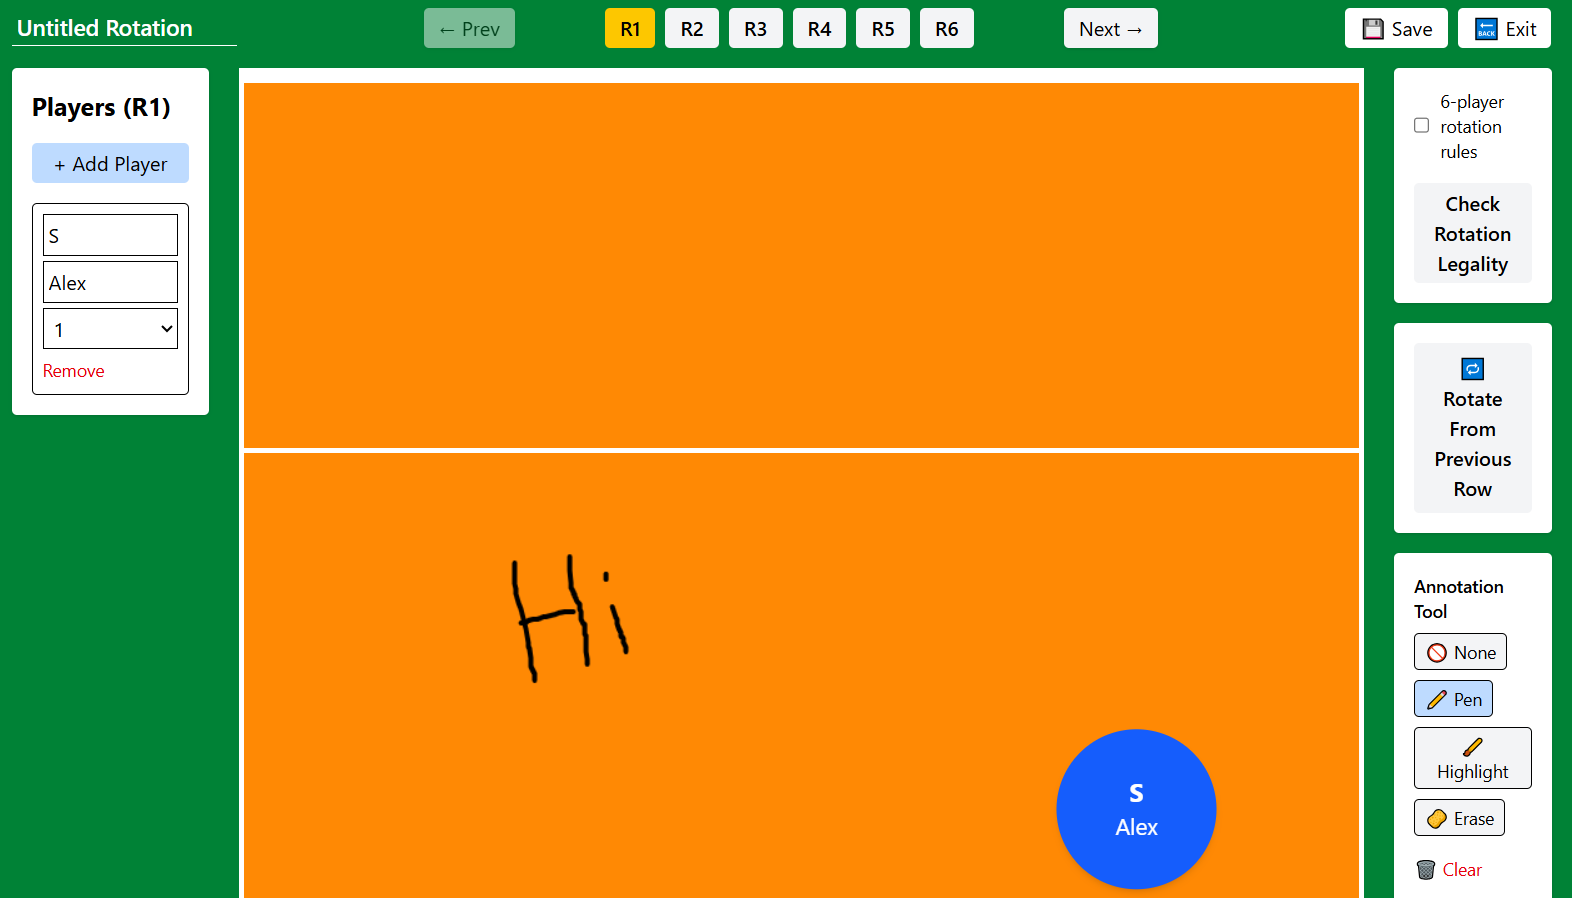 Untitled Rotation
← Prev
R1 R2 R3 R4 R5 R6
Next →
Save
BACK Exit
Players (R1)
+ Add Player
S
Alex
1
Remove
Hi
S
Alex
6-player
rotation
rules
Check
Rotation
Legality
Rotate
From
Previous
Row
Annotation
Tool
None
Pen
Highlight
Erase
Clear